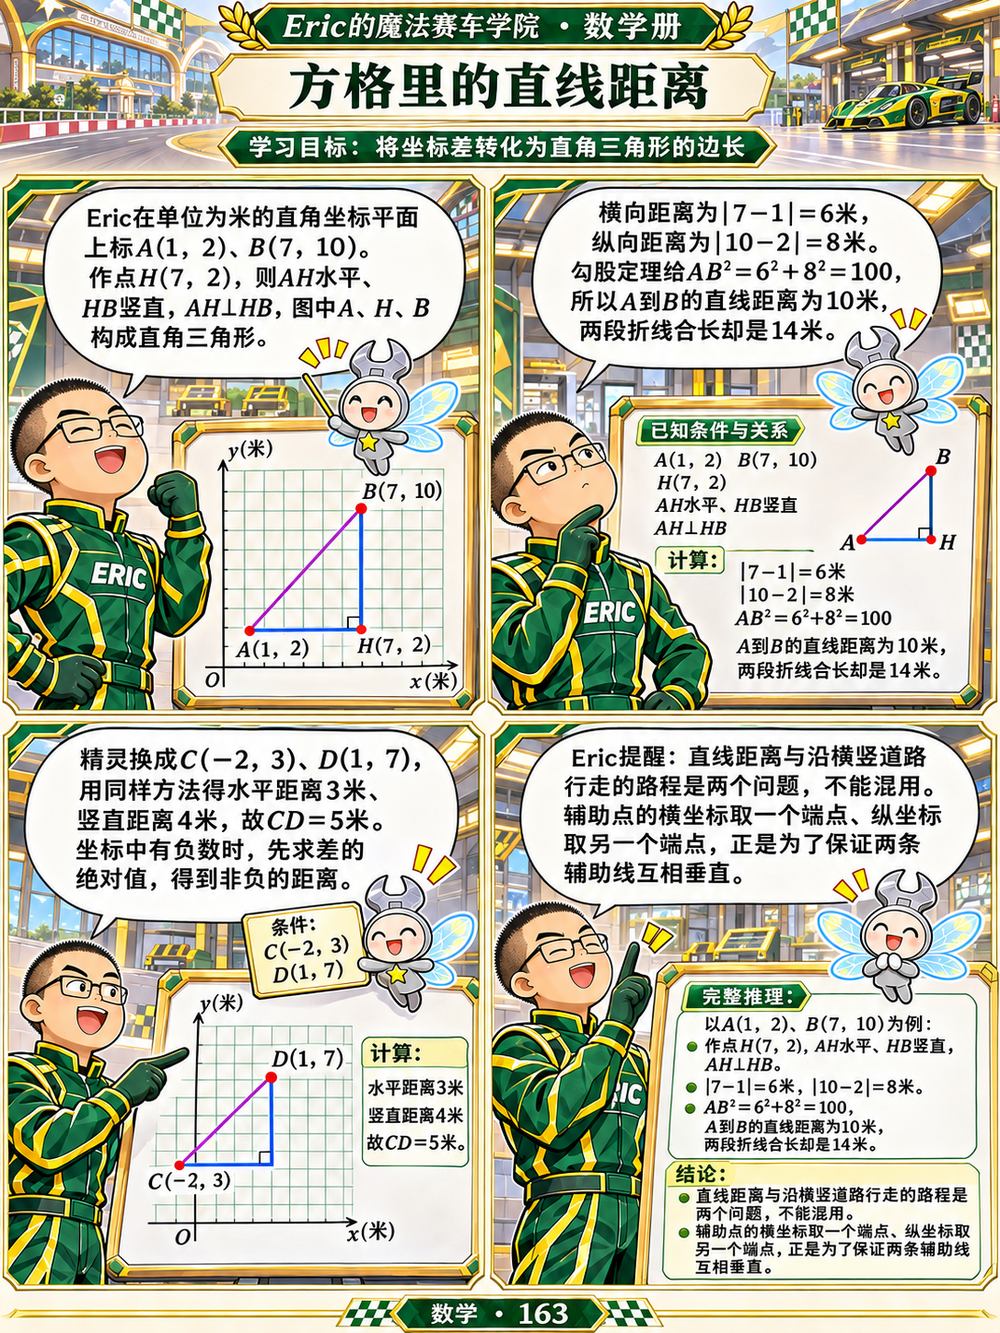 Eric的魔法赛车学院 · 数学册
方格里的直线距离
学习目标：将坐标差转化为直角三角形的边长
Eric在单位为米的直角坐标平面
上标A(1，2)、B(7，10)。
作点H(7，2)，则AH水平、
HB竖直，AH⊥HB，图中A、H、B
构成直角三角形。
y(米)
B(7，10)
A(1，2)
H(7，2)
O
x(米)
ERIC
横向距离为|7−1|=6米，
纵向距离为|10−2|=8米。
勾股定理给AB²=6²+8²=100，
所以A到B的直线距离为10米，
两段折线合长却是14米。
已知条件与关系
A(1，2) B(7，10)
H(7，2)
AH水平、HB竖直
AH⊥HB
B
A
H
计算：
|7−1|=6米
|10−2|=8米
AB²=6²+8²=100
A到B的直线距离为10米，
两段折线合长却是14米。
ERIC
精灵换成C(−2，3)、D(1，7)，
用同样方法得水平距离3米、
竖直距离4米，故CD=5米。
坐标中有负数时，先求差的
绝对值，得到非负的距离。
条件：
C(−2，3)
D(1，7)
y(米)
D(1，7)
C(−2，3)
O
x(米)
计算：
水平距离3米
竖直距离4米
故CD=5米。
Eric提醒：直线距离与沿横竖道路
行走的路程是两个问题，不能混用。
辅助点的横坐标取一个端点、纵坐标
取另一个端点，正是为了保证两条
辅助线互相垂直。
完整推理：
以A(1，2)、B(7，10)为例：
作点H(7，2)，AH水平、HB竖直，
AH⊥HB。
|7−1|=6米，|10−2|=8米。
AB²=6²+8²=100，
A到B的直线距离为10米，
两段折线合长却是14米。
RIC
结论：
直线距离与沿横竖道路行走的路程是
两个问题，不能混用。
辅助点的横坐标取一个端点、纵坐标取
另一个端点，正是为了保证两条辅助线
互相垂直。
数学 · 163